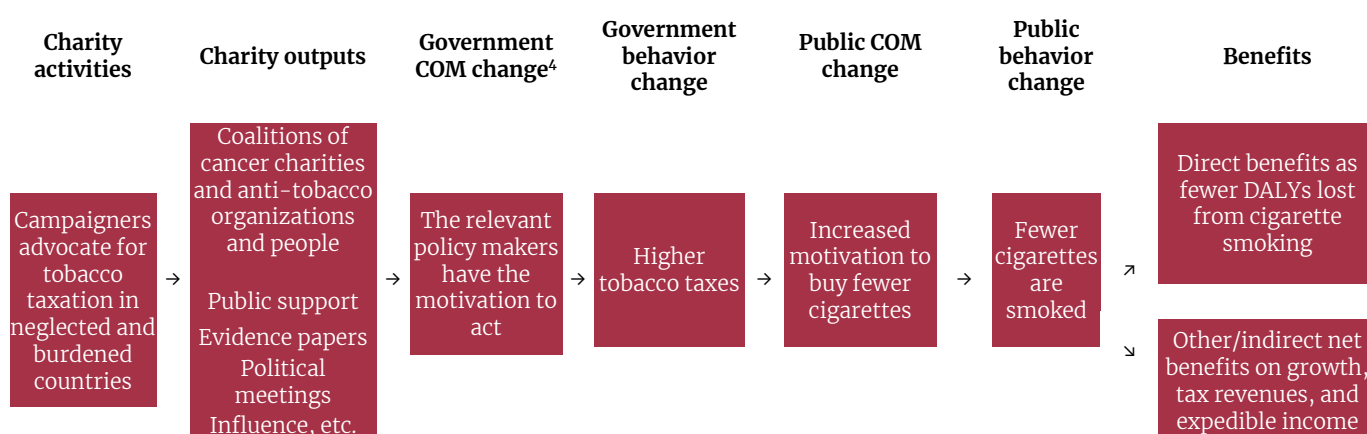 Charity
activities
Charity outputs
Government
COM change⁴
Government
behavior
change
Public COM
change
Public
behavior
change
Benefits
Campaigners
advocate for
tobacco
taxation in
neglected and
burdened
countries
→
Coalitions of
cancer charities
and anti-tobacco
organizations
and people
Public support
Evidence papers
Political
meetings
Influence, etc.
→
The relevant
policy makers
have the
motivation to
act
→
Higher
tobacco taxes
→
Increased
motivation to
buy fewer
cigarettes
→
Fewer
cigarettes
are
smoked
↗
Direct benefits as
fewer DALYs lost
from cigarette
smoking
↘
Other/indirect net
benefits on growth,
tax revenues, and
expedible income